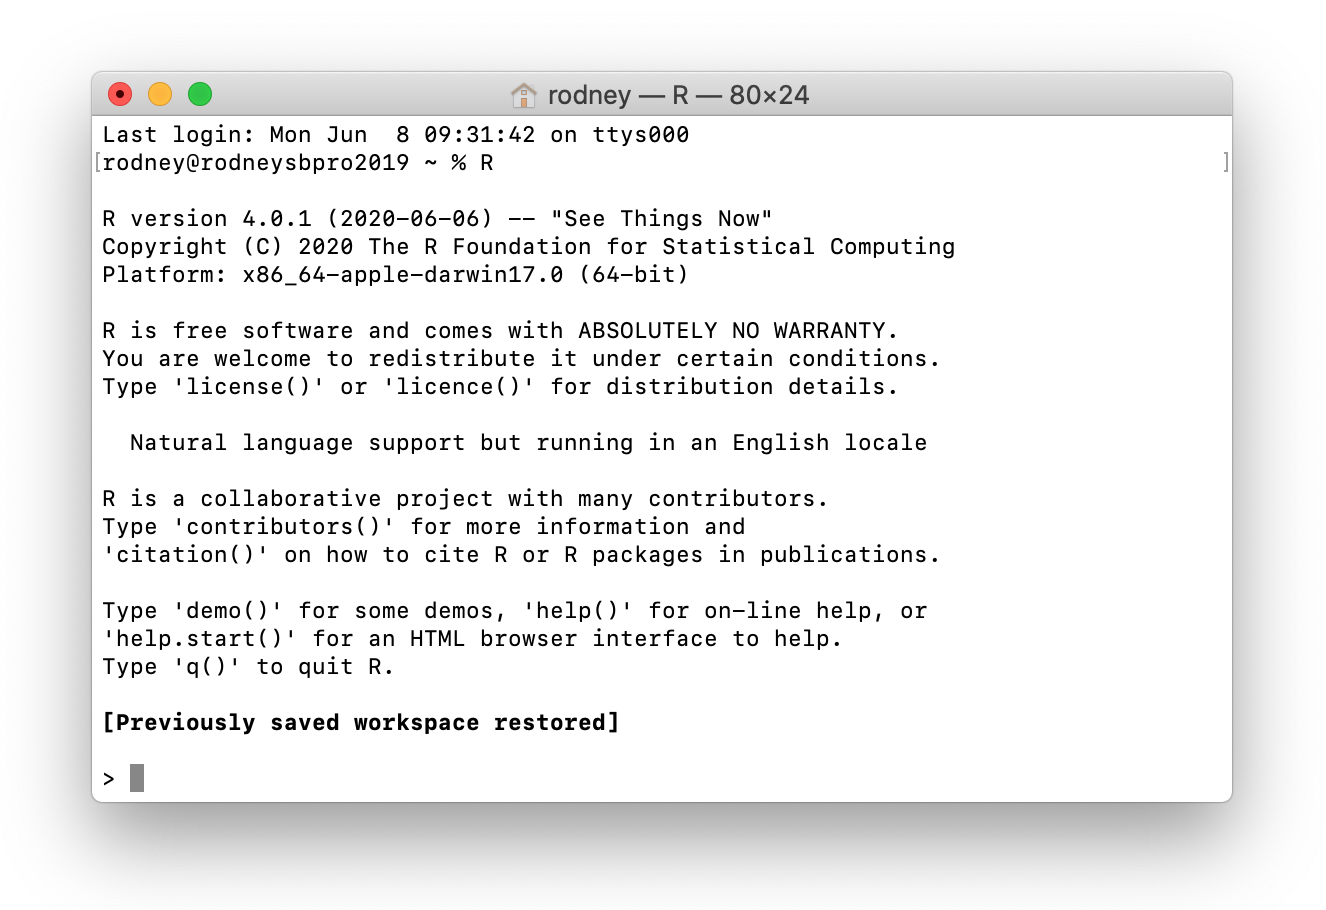 rodney — R — 80×24
Last login: Mon Jun  8 09:31:42 on ttys000
[rodney@rodneysbpro2019 ~ % R ]
R version 4.0.1 (2020-06-06) -- "See Things Now"
Copyright (C) 2020 The R Foundation for Statistical Computing
Platform: x86_64-apple-darwin17.0 (64-bit)
R is free software and comes with ABSOLUTELY NO WARRANTY.
You are welcome to redistribute it under certain conditions.
Type 'license()' or 'licence()' for distribution details.
  Natural language support but running in an English locale
R is a collaborative project with many contributors.
Type 'contributors()' for more information and
'citation()' on how to cite R or R packages in publications.
Type 'demo()' for some demos, 'help()' for on-line help, or
'help.start()' for an HTML browser interface to help.
Type 'q()' to quit R.
[Previously saved workspace restored]
>